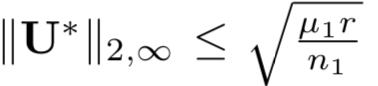 ‖U*‖₂,∞ ≤ √(μ₁r / n₁)